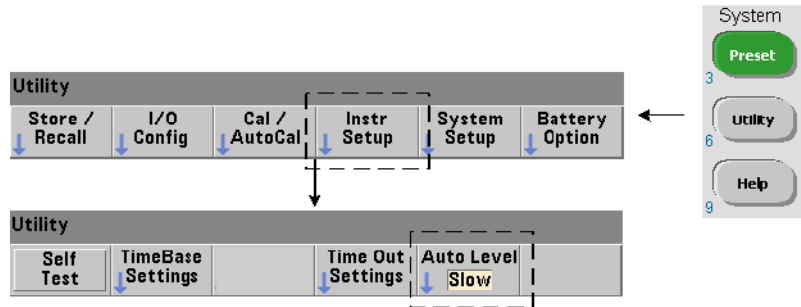 System
Preset
3
Utility
6
Help
9
Utility
Store / Recall
I/O Config
Cal / AutoCal
Instr Setup
System Setup
Battery Option
Utility
Self Test
TimeBase Settings
Time Out Settings
Auto Level Slow